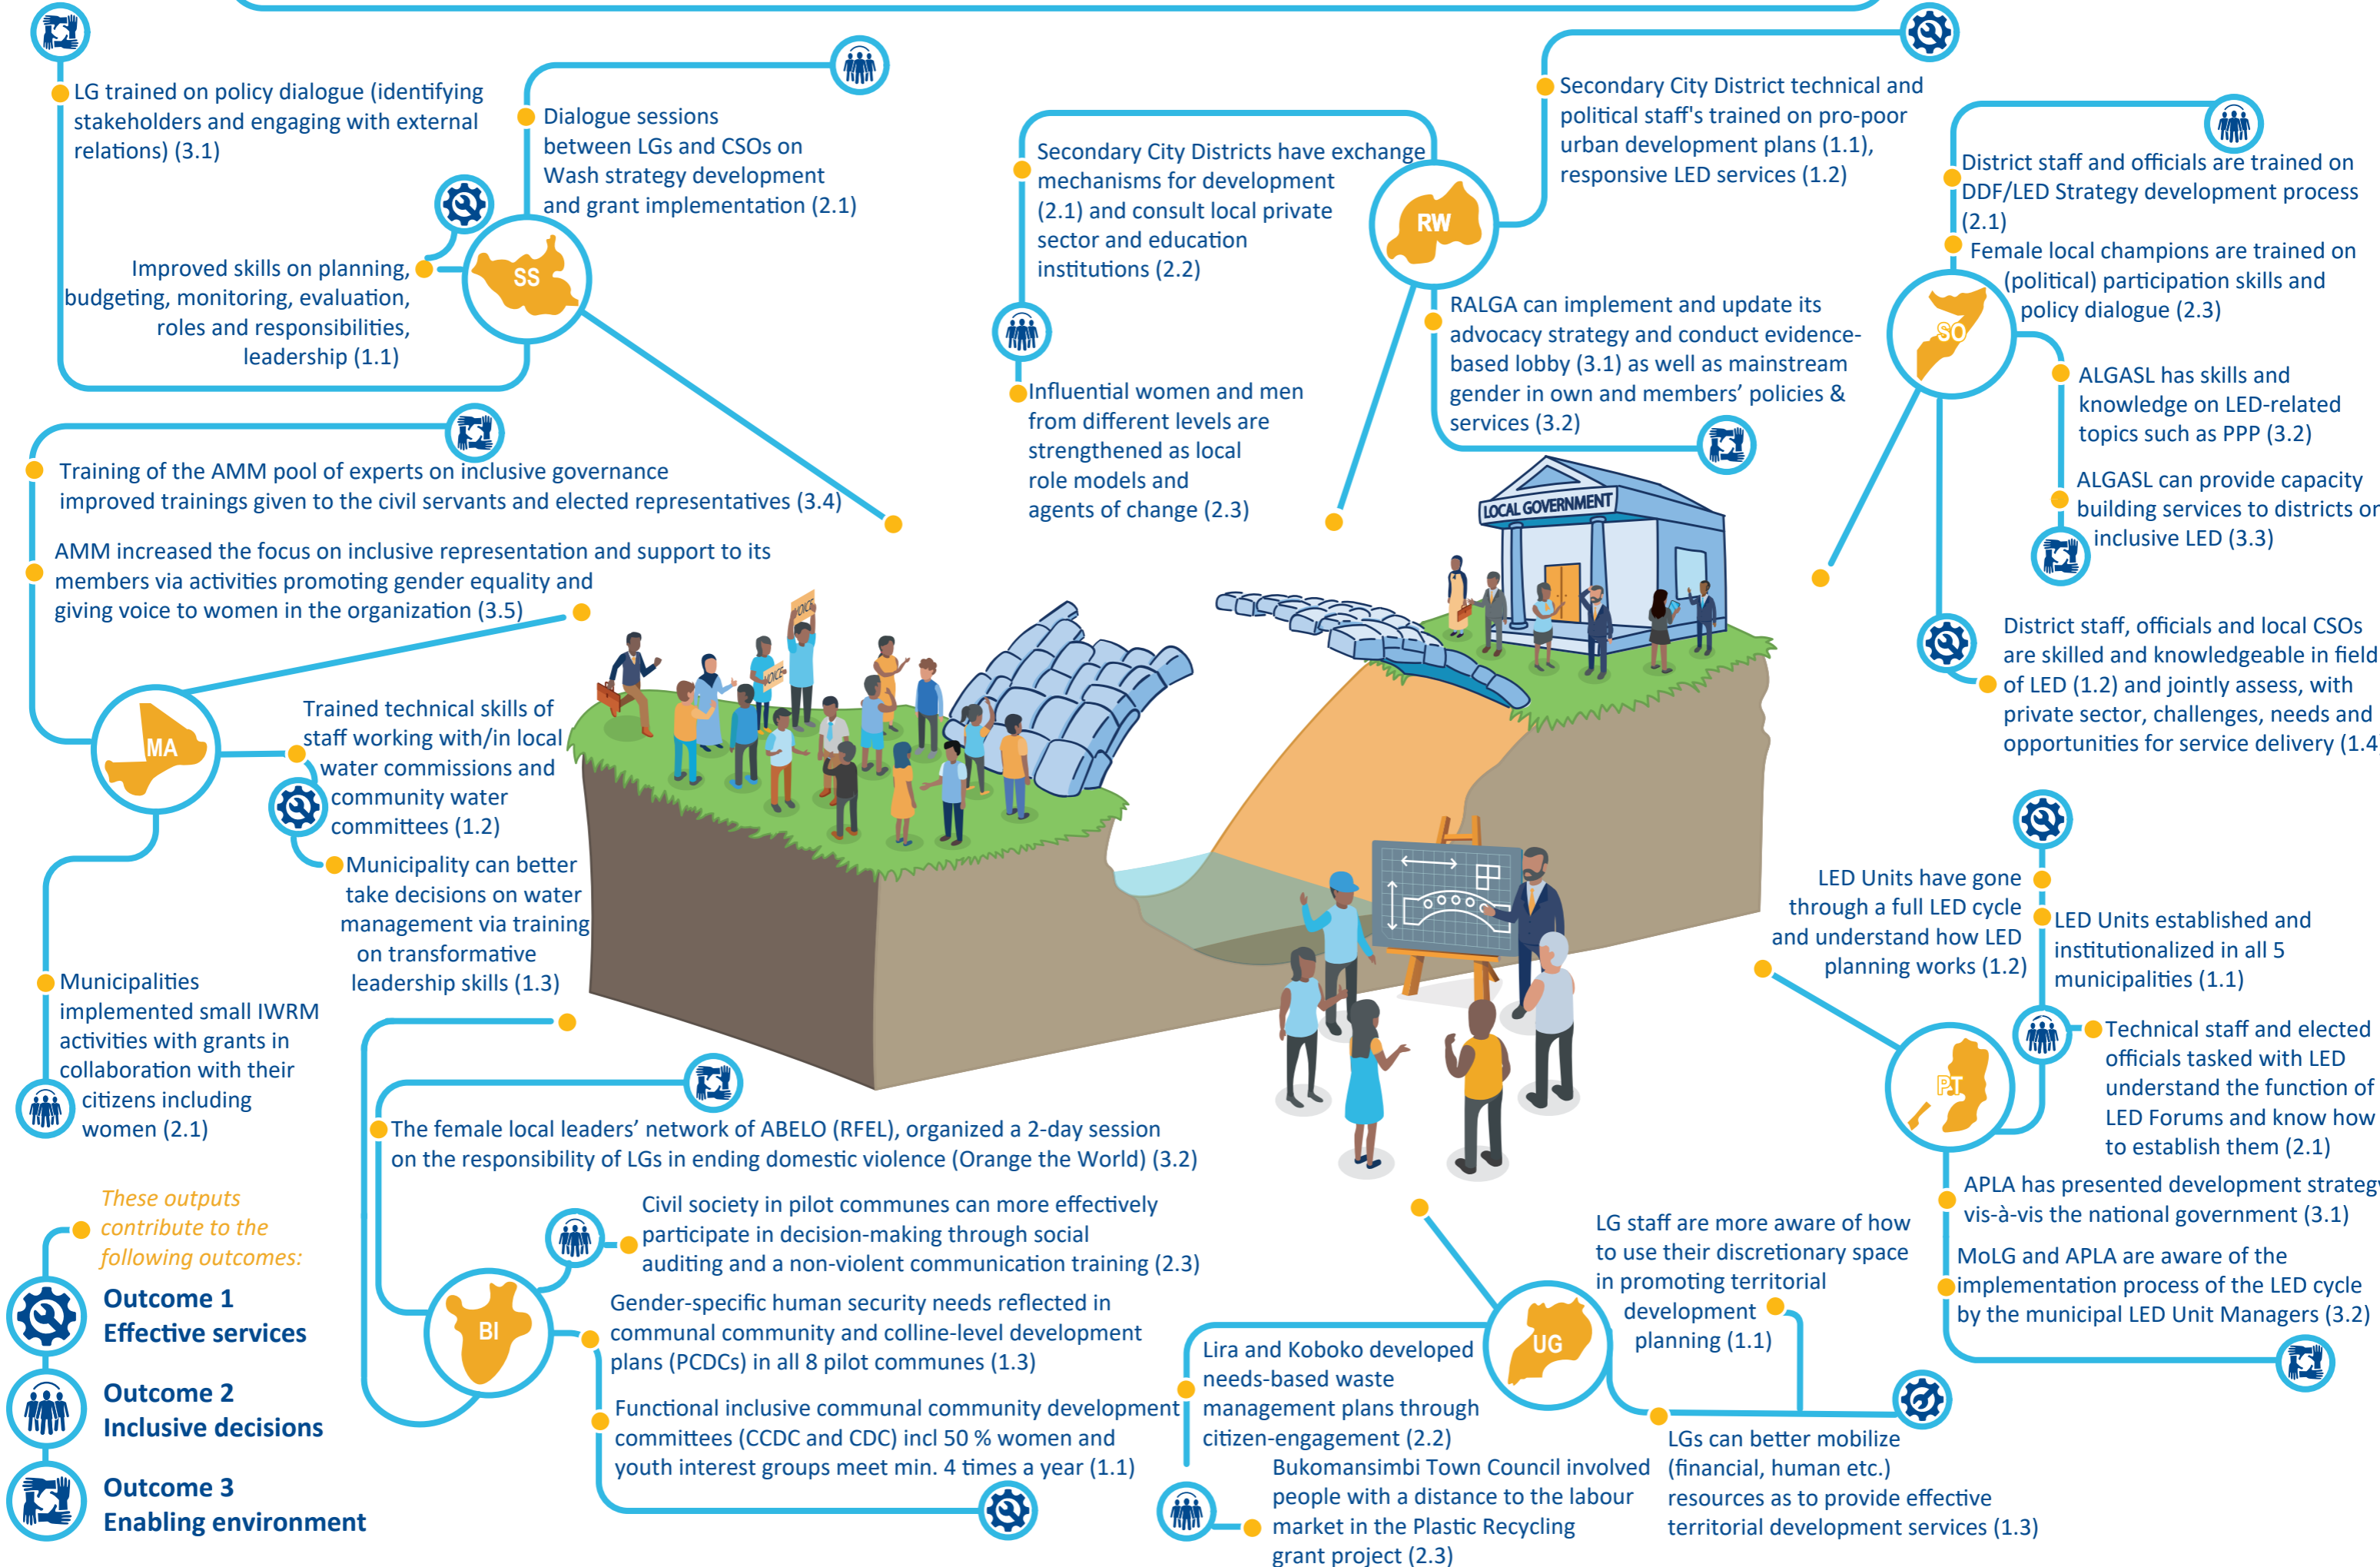 LG trained on policy dialogue (identifying
stakeholders and engaging with external
relations) (3.1)
Dialogue sessions
between LGs and CSOs on
Wash strategy development
and grant implementation (2.1)
Improved skills on planning,
budgeting, monitoring, evaluation,
roles and responsibilities,
leadership (1.1)
SS
Secondary City Districts have exchange
mechanisms for development
(2.1) and consult local private
sector and education
institutions (2.2)
Influential women and men
from different levels are
strengthened as local
role models and
agents of change (2.3)
RW
Secondary City District technical and
political staff's trained on pro-poor
urban development plans (1.1),
responsive LED services (1.2)
RALGA can implement and update its
advocacy strategy and conduct evidence-
based lobby (3.1) as well as mainstream
gender in own and members’ policies &
services (3.2)
District staff and officials are trained on
DDF/LED Strategy development process
(2.1)
Female local champions are trained on
(political) participation skills and
policy dialogue (2.3)
SO
ALGASL has skills and
knowledge on LED-related
topics such as PPP (3.2)
ALGASL can provide capacity
building services to districts on
inclusive LED (3.3)
District staff, officials and local CSOs
are skilled and knowledgeable in field
of LED (1.2) and jointly assess, with
private sector, challenges, needs and
opportunities for service delivery (1.4
Training of the AMM pool of experts on inclusive governance
improved trainings given to the civil servants and elected representatives (3.4)
AMM increased the focus on inclusive representation and support to its
members via activities promoting gender equality and
giving voice to women in the organization (3.5)
MA
Trained technical skills of
staff working with/in local
water commissions and
community water
committees (1.2)
Municipality can better
take decisions on water
management via training
on transformative
leadership skills (1.3)
Municipalities
implemented small IWRM
activities with grants in
collaboration with their
citizens including
women (2.1)
VOICE
VOICE
LOCAL GOVERNMENT
LED Units have gone
through a full LED cycle
and understand how LED
planning works (1.2)
LED Units established and
institutionalized in all 5
municipalities (1.1)
PT
Technical staff and elected
officials tasked with LED
understand the function of
LED Forums and know how
to establish them (2.1)
APLA has presented development strategy
vis-à-vis the national government (3.1)
MoLG and APLA are aware of the
implementation process of the LED cycle
by the municipal LED Unit Managers (3.2)
The female local leaders’ network of ABELO (RFEL), organized a 2-day session
on the responsibility of LGs in ending domestic violence (Orange the World) (3.2)
Civil society in pilot communes can more effectively
participate in decision-making through social
auditing and a non-violent communication training (2.3)
BI
Gender-specific human security needs reflected in
communal community and colline-level development
plans (PCDCs) in all 8 pilot communes (1.3)
Functional inclusive communal community development
committees (CCDC and CDC) incl 50 % women and
youth interest groups meet min. 4 times a year (1.1)
LG staff are more aware of how
to use their discretionary space
in promoting territorial
development
planning (1.1)
UG
Lira and Koboko developed
needs-based waste
management plans through
citizen-engagement (2.2)
Bukomansimbi Town Council involved
people with a distance to the labour
market in the Plastic Recycling
grant project (2.3)
LGs can better mobilize
(financial, human etc.)
resources as to provide effective
territorial development services (1.3)
These outputs
contribute to the
following outcomes:
Outcome 1
Effective services
Outcome 2
Inclusive decisions
Outcome 3
Enabling environment